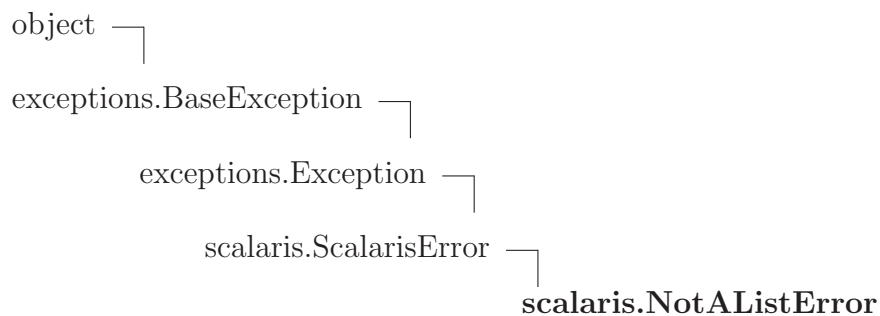 object
exceptions.BaseException
exceptions.Exception
scalaris.ScalarisError
scalaris.NotAListError